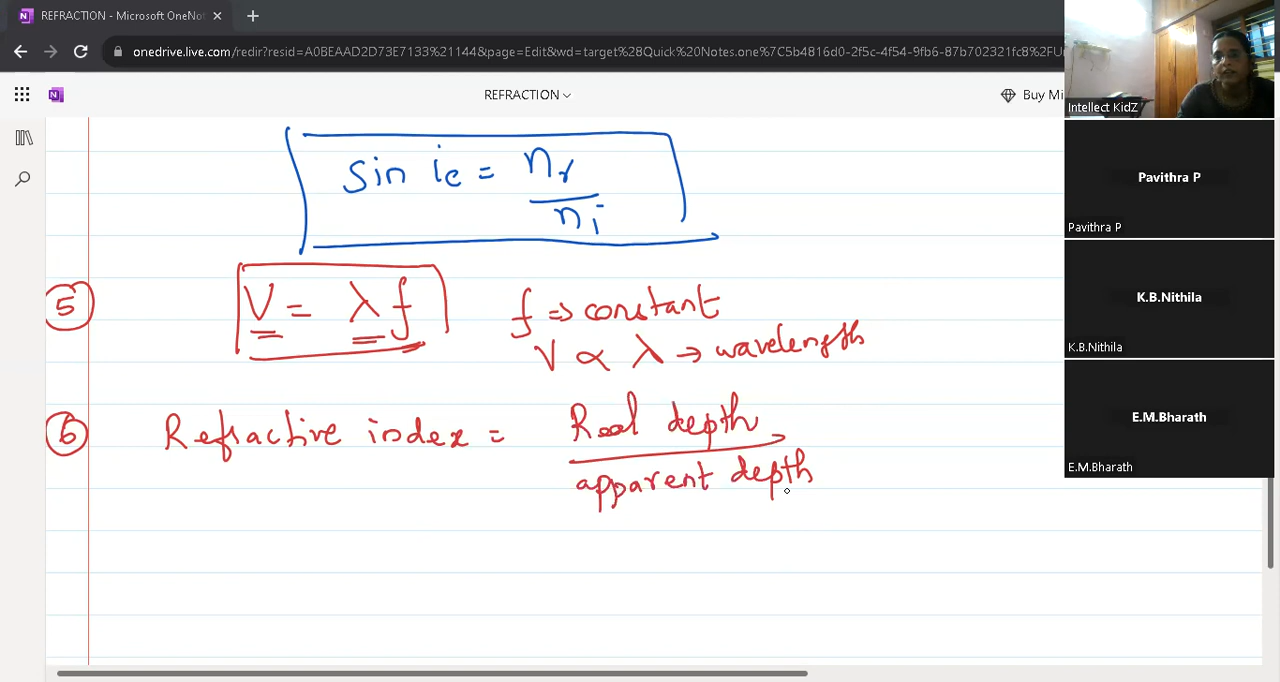 REFRACTION - Microsoft OneNot
onedrive.live.com/redir?resid=A0BEAAD2D73E7133%21144&page=Edit&wd=target%28Quick%20Notes.one%7C5b4816d0-2f5c-4f54-9fb6-87b702321fc8%2FU
REFRACTION
Buy Mi
Sin ic = nr
ni
5
V = λ f
f => constant
V ∝ λ → wavelength
6
Refractive index = Real depth
apparent depth
Intellect KidZ
Pavithra P
Pavithra P
K.B.Nithila
K.B.Nithila
E.M.Bharath
E.M.Bharath